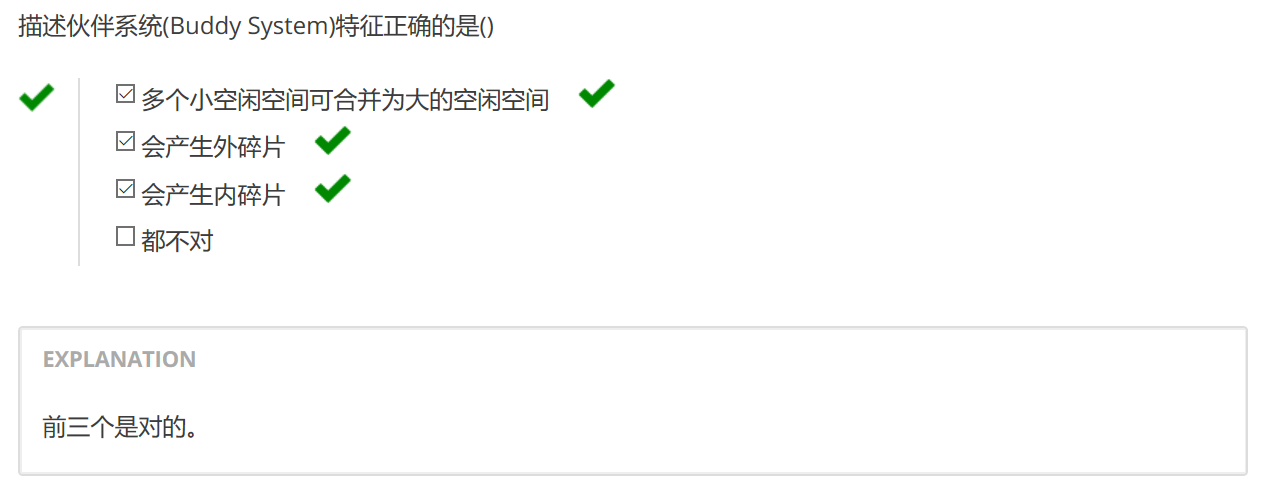 描述伙伴系统(Buddy System)特征正确的是()
多个小空闲空间可合并为大的空闲空间
会产生外碎片
会产生内碎片
都不对
EXPLANATION
前三个是对的。